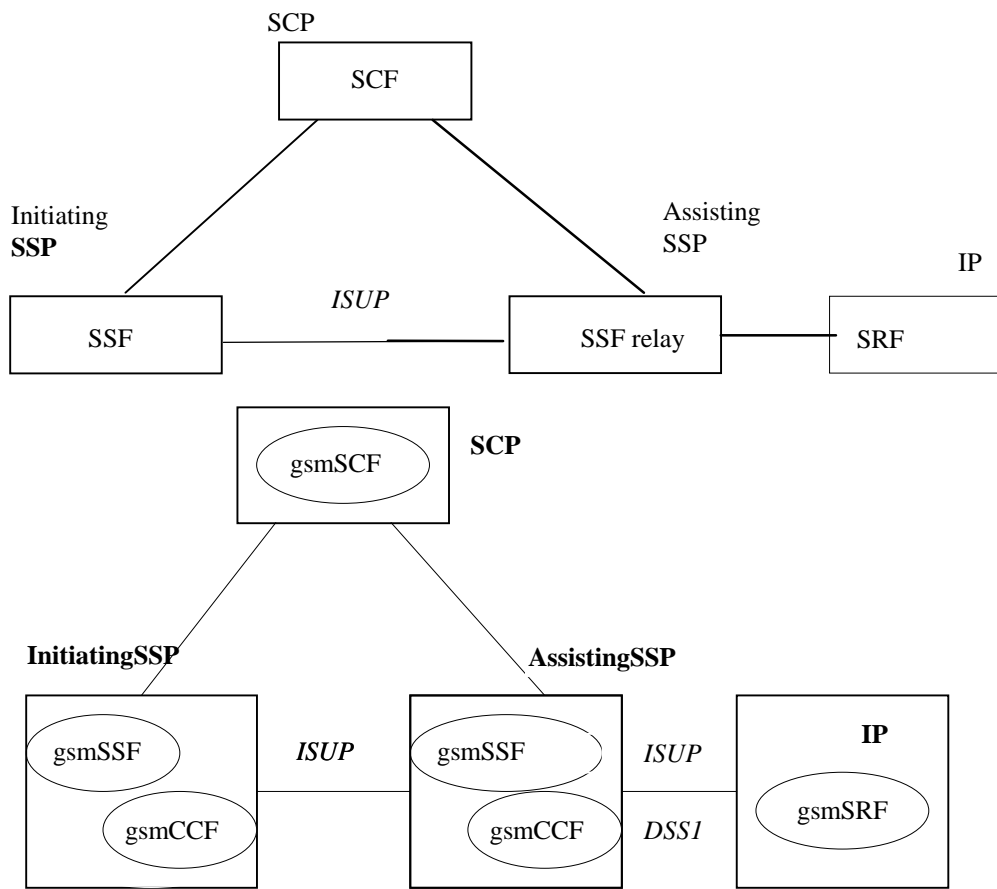 SCP
SCF
Initiating
SSP
Assisting
SSP
IP
ISUP
SSF
SSF relay
SRF
SCP
gsmSCF
InitiatingSSP
AssistingSSP
gsmSSF
ISUP
gsmSSF
ISUP
IP
gsmCCF
gsmCCF
DSS1
gsmSRF